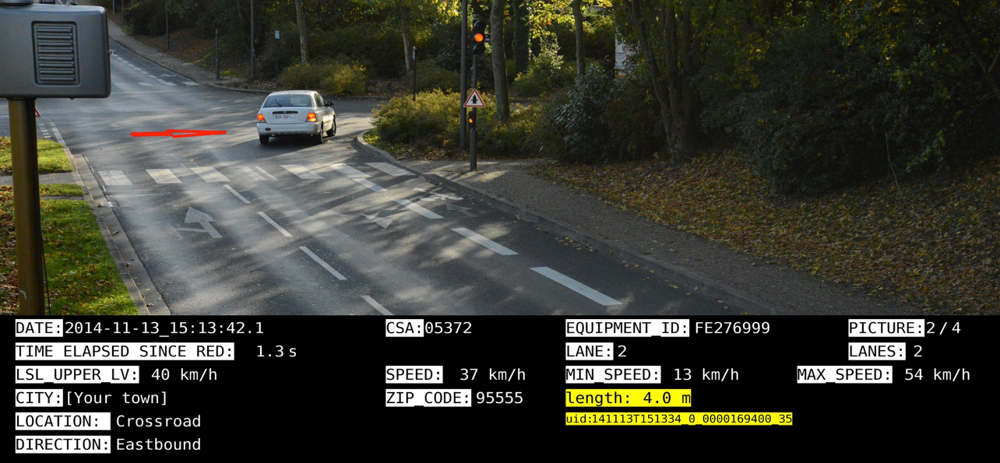 DATE: 2014-11-13_15:13:42.1 CSA: 05372 EQUIPMENT_ID: FE276999 PICTURE: 2/4
TIME ELAPSED SINCE RED: 1.3 s LANE: 2 LANES: 2
LSL_UPPER_LV: 40 km/h SPEED: 37 km/h MIN_SPEED: 13 km/h MAX_SPEED: 54 km/h
CITY: [Your town] ZIP_CODE: 95555 length: 4.0 m
LOCATION: Crossroad uid:141113T151334_0_0000169400_35
DIRECTION: Eastbound